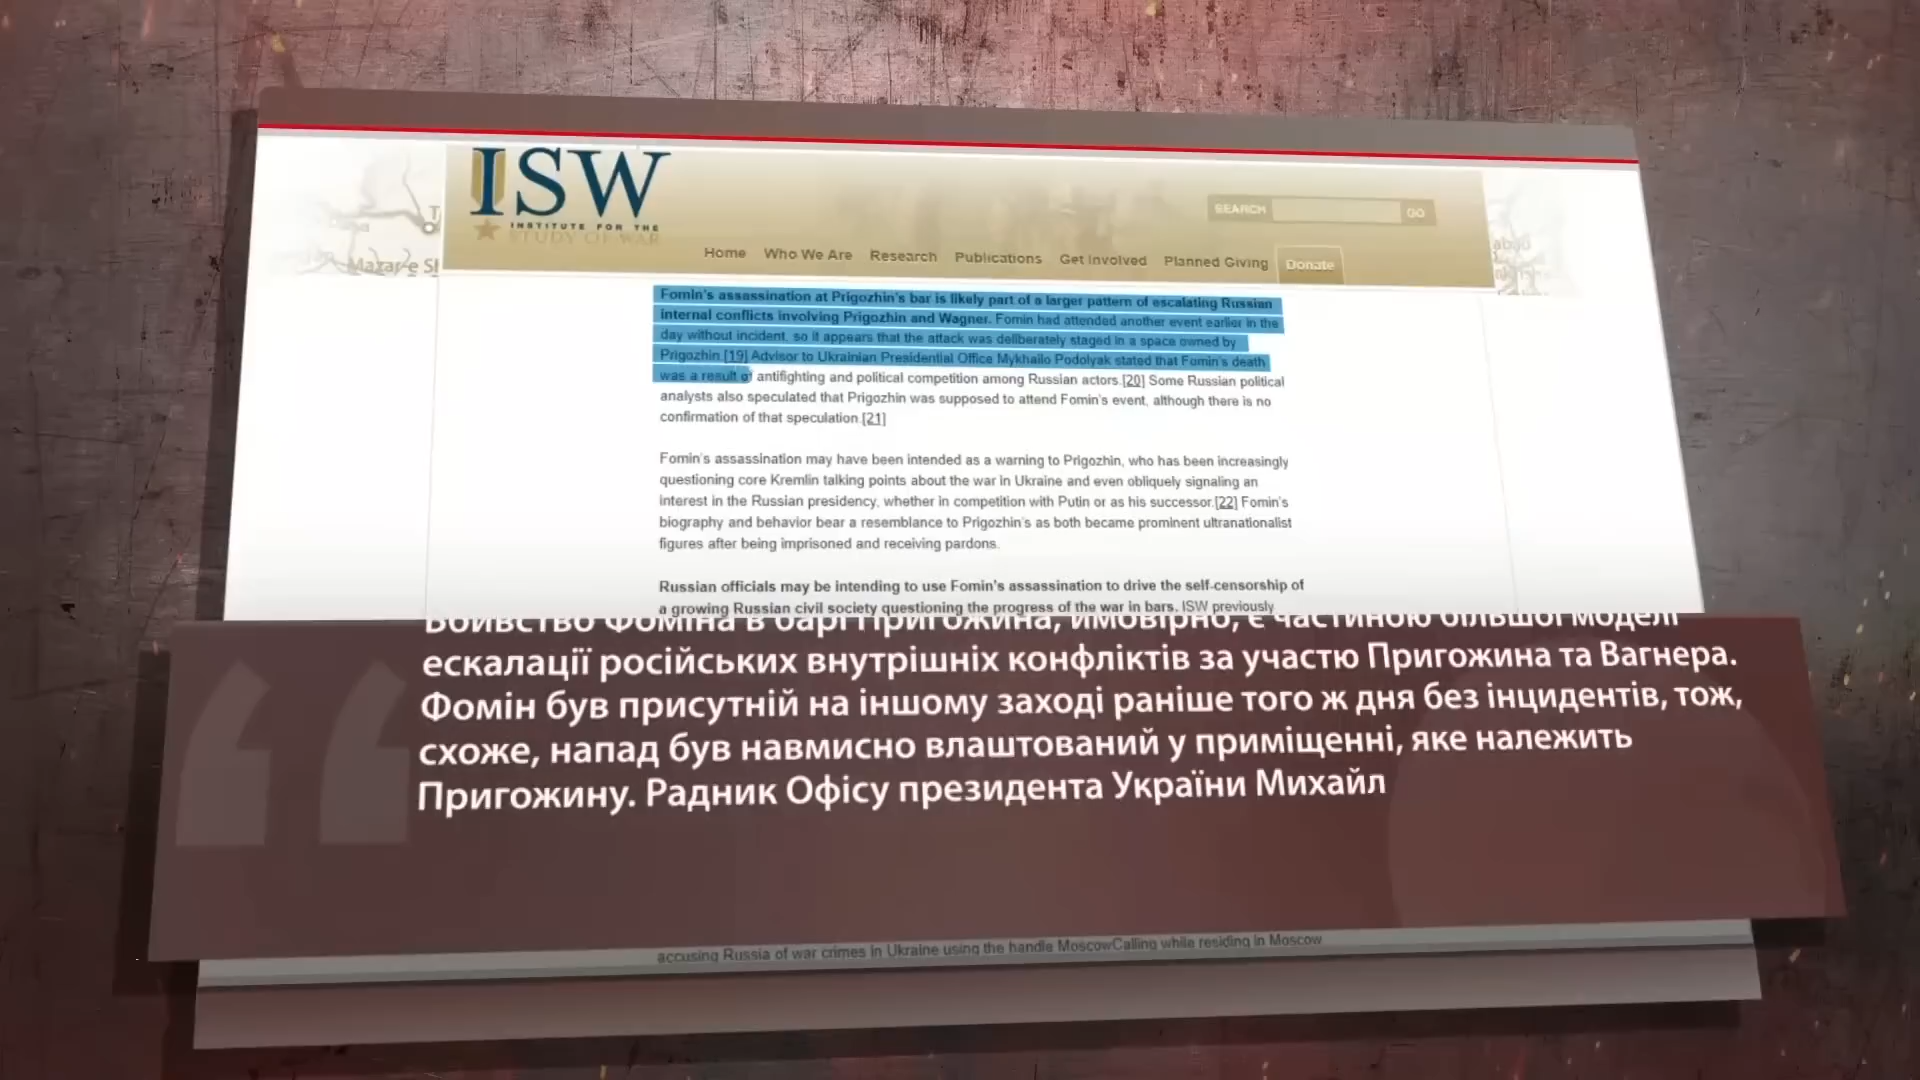 ISW
INSTITUTE FOR THE
STUDY OF WAR
SEARCH
GO
Mazar-e S
Home Who We Are Research Publications Get Involved Planned Giving Donate
Fomin's assassination at Prigozhin's bar is likely part of a larger pattern of escalating Russian
internal conflicts involving Prigozhin and Wagner. Fomin had attended another event earlier in the
day without incident, so it appears that the attack was deliberately staged in a space owned by
Prigozhin.[19] Advisor to Ukrainian Presidential Office Mykhailo Podolyak stated that Fomin's death
was a result of antifighting and political competition among Russian actors.[20] Some Russian political
analysts also speculated that Prigozhin was supposed to attend Fomin's event, although there is no
confirmation of that speculation.[21]
Fomin's assassination may have been intended as a warning to Prigozhin, who has been increasingly
questioning core Kremlin talking points about the war in Ukraine and even obliquely signaling an
interest in the Russian presidency, whether in competition with Putin or as his successor.[22] Fomin's
biography and behavior bear a resemblance to Prigozhin's as both became prominent ultranationalist
figures after being imprisoned and receiving pardons.
Russian officials may be intending to use Fomin's assassination to drive the self-censorship of
a growing Russian civil society questioning the progress of the war in bars. ISW previously
Вбивство Фоміна в барі Пригожина, ймовірно, є частиною більшої моделі
ескалації російських внутрішніх конфліктів за участю Пригожина та Вагнера.
Фомін був присутній на іншому заході раніше того ж дня без інцидентів, тож,
схоже, напад був навмисно влаштований у приміщенні, яке належить
Пригожину. Радник Офісу президента України Михайл
accusing Russia of war crimes in Ukraine using the handle MoscowCalling while residing in Moscow